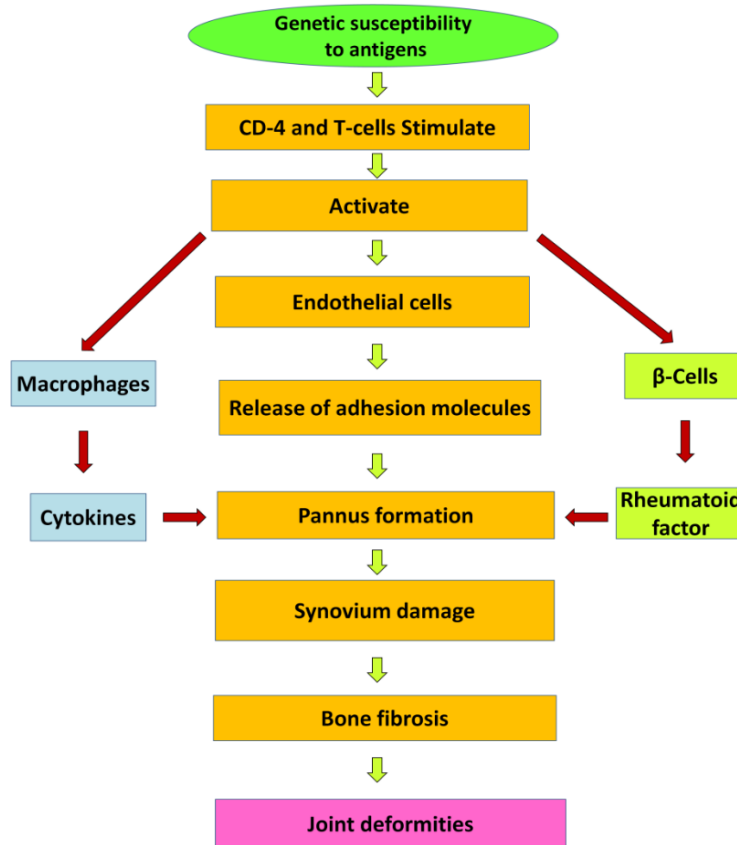 Genetic susceptibility
to antigens
CD-4 and T-cells Stimulate
Activate
Endothelial cells
Macrophages
β-Cells
Release of adhesion molecules
Cytokines
Pannus formation
Rheumatoid
factor
Synovium damage
Bone fibrosis
Joint deformities